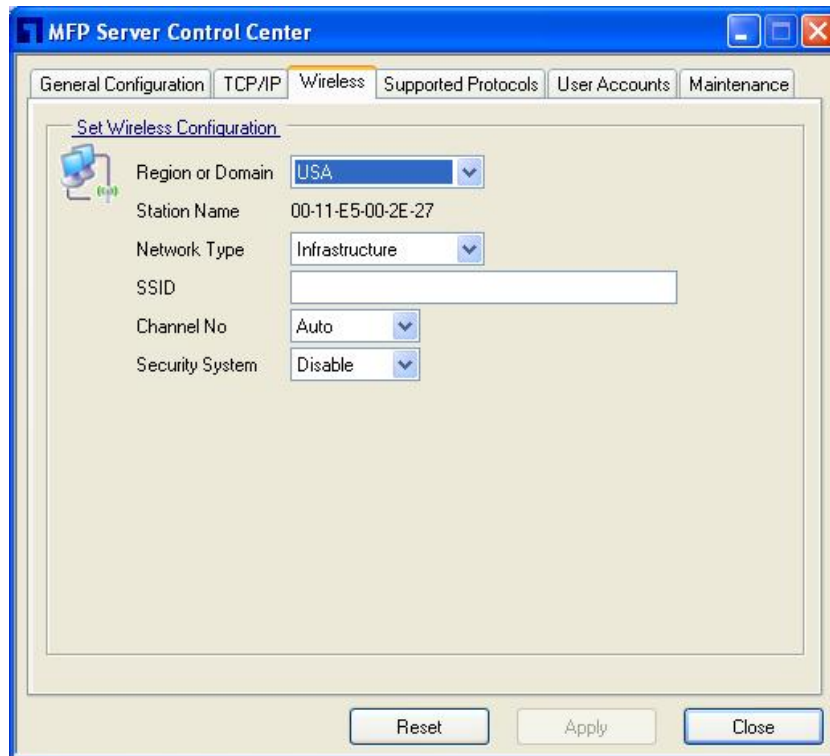 MFP Server Control Center
General Configuration TCP/IP Wireless Supported Protocols User Accounts Maintenance
Set Wireless Configuration
Region or Domain USA
Station Name 00-11-E5-00-2E-27
Network Type Infrastructure
SSID
Channel No Auto
Security System Disable
Reset Apply Close